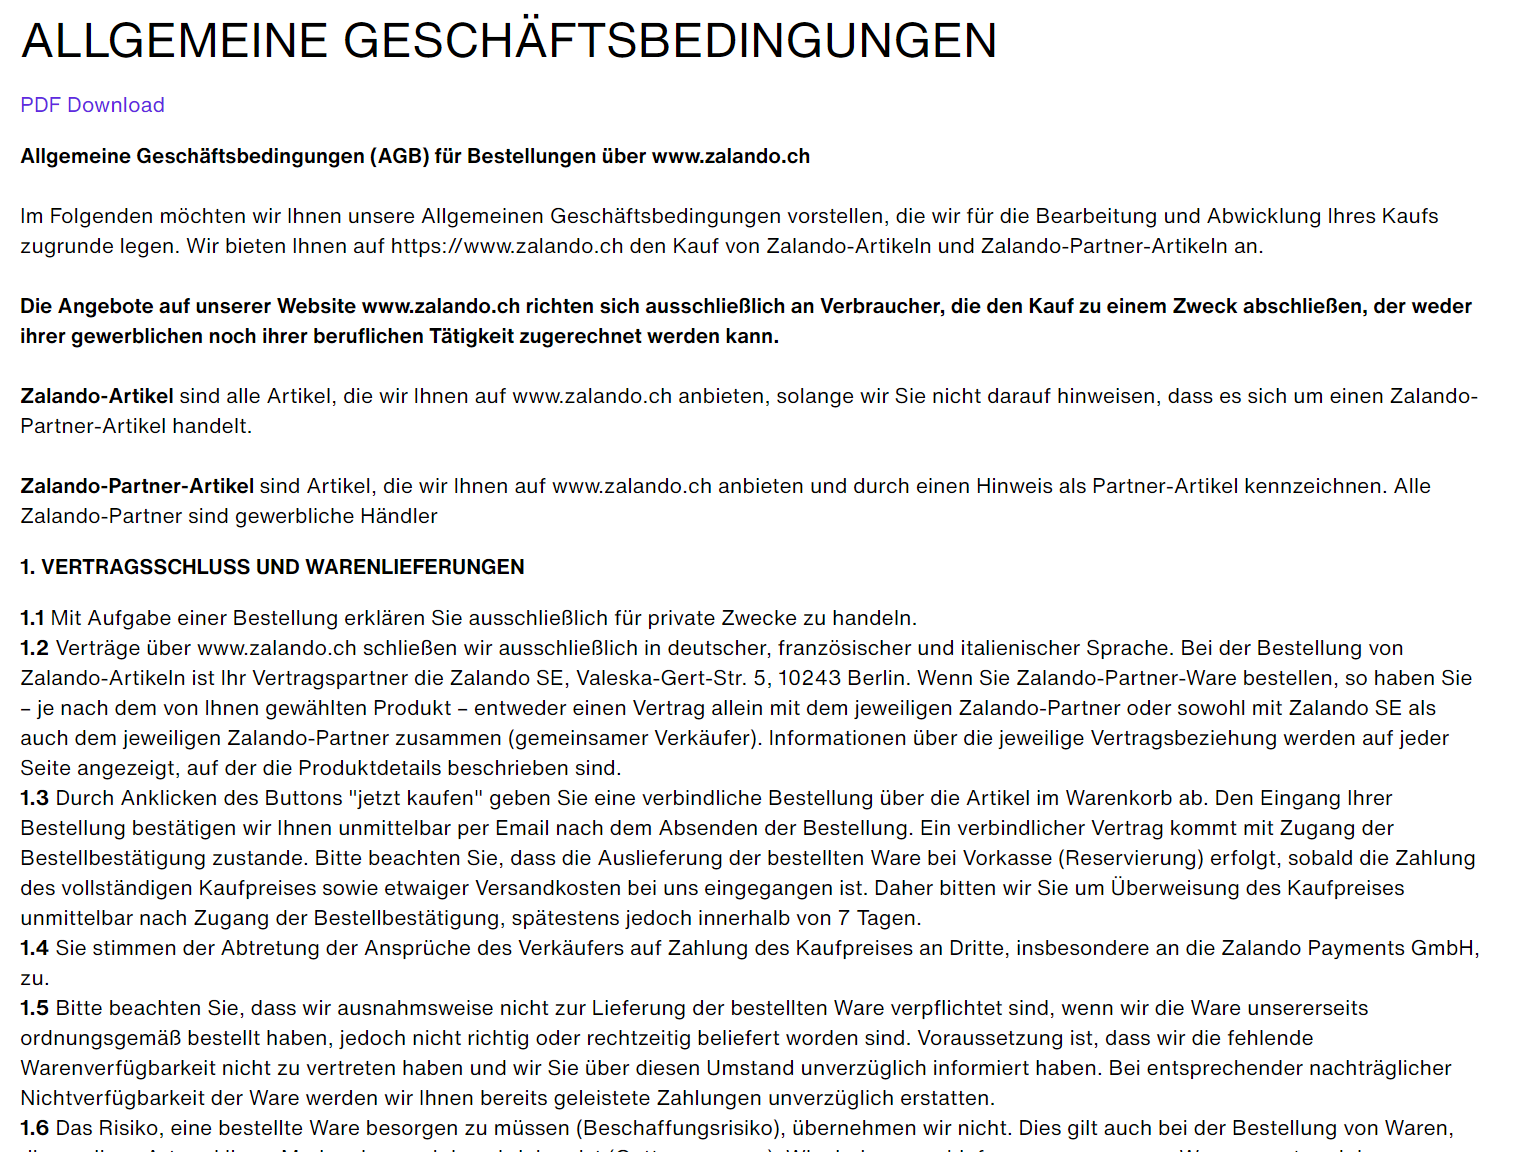 ALLGEMEINE GESCHÄFTSBEDINGUNGEN
PDF Download
Allgemeine Geschäftsbedingungen (AGB) für Bestellungen über www.zalando.ch
Im Folgenden möchten wir Ihnen unsere Allgemeinen Geschäftsbedingungen vorstellen, die wir für die Bearbeitung und Abwicklung Ihres Kaufs
zugrunde legen. Wir bieten Ihnen auf https://www.zalando.ch den Kauf von Zalando-Artikeln und Zalando-Partner-Artikeln an.
Die Angebote auf unserer Website www.zalando.ch richten sich ausschließlich an Verbraucher, die den Kauf zu einem Zweck abschließen, der weder
ihrer gewerblichen noch ihrer beruflichen Tätigkeit zugerechnet werden kann.
Zalando-Artikel sind alle Artikel, die wir Ihnen auf www.zalando.ch anbieten, solange wir Sie nicht darauf hinweisen, dass es sich um einen Zalando-
Partner-Artikel handelt.
Zalando-Partner-Artikel sind Artikel, die wir Ihnen auf www.zalando.ch anbieten und durch einen Hinweis als Partner-Artikel kennzeichnen. Alle
Zalando-Partner sind gewerbliche Händler
1. VERTRAGSSCHLUSS UND WARENLIEFERUNGEN
1.1 Mit Aufgabe einer Bestellung erklären Sie ausschließlich für private Zwecke zu handeln.
1.2 Verträge über www.zalando.ch schließen wir ausschließlich in deutscher, französischer und italienischer Sprache. Bei der Bestellung von
Zalando-Artikeln ist Ihr Vertragspartner die Zalando SE, Valeska-Gert-Str. 5, 10243 Berlin. Wenn Sie Zalando-Partner-Ware bestellen, so haben Sie
– je nach dem von Ihnen gewählten Produkt – entweder einen Vertrag allein mit dem jeweiligen Zalando-Partner oder sowohl mit Zalando SE als
auch dem jeweiligen Zalando-Partner zusammen (gemeinsamer Verkäufer). Informationen über die jeweilige Vertragsbeziehung werden auf jeder
Seite angezeigt, auf der die Produktdetails beschrieben sind.
1.3 Durch Anklicken des Buttons "jetzt kaufen" geben Sie eine verbindliche Bestellung über die Artikel im Warenkorb ab. Den Eingang Ihrer
Bestellung bestätigen wir Ihnen unmittelbar per Email nach dem Absenden der Bestellung. Ein verbindlicher Vertrag kommt mit Zugang der
Bestellbestätigung zustande. Bitte beachten Sie, dass die Auslieferung der bestellten Ware bei Vorkasse (Reservierung) erfolgt, sobald die Zahlung
des vollständigen Kaufpreises sowie etwaiger Versandkosten bei uns eingegangen ist. Daher bitten wir Sie um Überweisung des Kaufpreises
unmittelbar nach Zugang der Bestellbestätigung, spätestens jedoch innerhalb von 7 Tagen.
1.4 Sie stimmen der Abtretung der Ansprüche des Verkäufers auf Zahlung des Kaufpreises an Dritte, insbesondere an die Zalando Payments GmbH,
zu.
1.5 Bitte beachten Sie, dass wir ausnahmsweise nicht zur Lieferung der bestellten Ware verpflichtet sind, wenn wir die Ware unsererseits
ordnungsgemäß bestellt haben, jedoch nicht richtig oder rechtzeitig beliefert worden sind. Voraussetzung ist, dass wir die fehlende
Warenverfügbarkeit nicht zu vertreten haben und wir Sie über diesen Umstand unverzüglich informiert haben. Bei entsprechender nachträglicher
Nichtverfügbarkeit der Ware werden wir Ihnen bereits geleistete Zahlungen unverzüglich erstatten.
1.6 Das Risiko, eine bestellte Ware besorgen zu müssen (Beschaffungsrisiko), übernehmen wir nicht. Dies gilt auch bei der Bestellung von Waren,